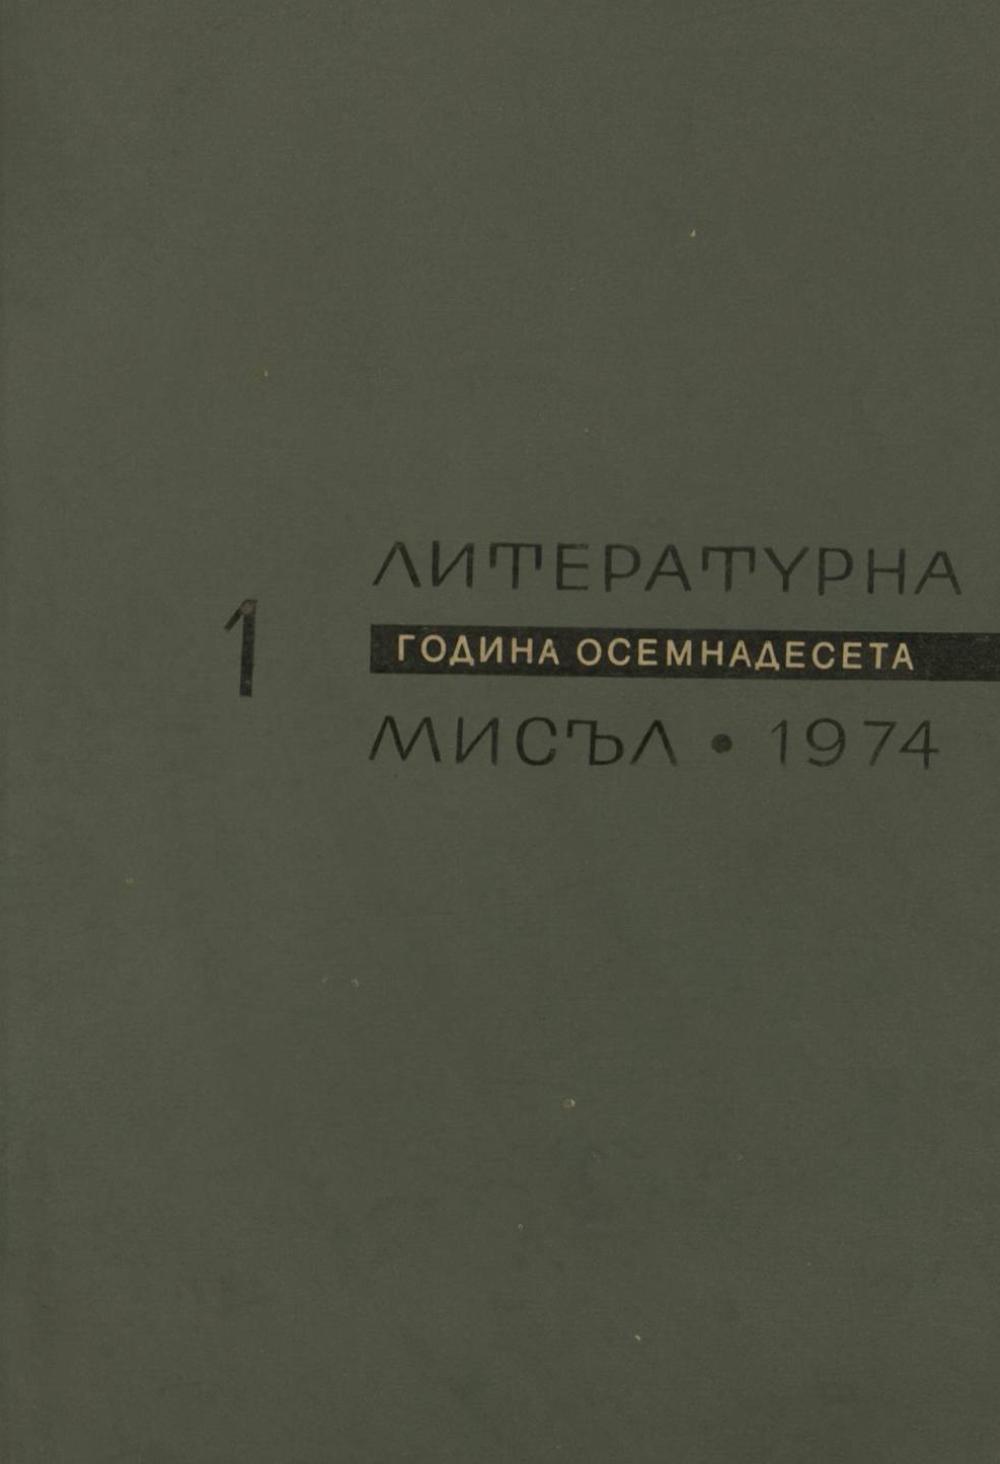 ЛИТЕРАТУРНА
1
ГОДИНА ОСЕМНАДЕСЕТА
МИСЪЛ • 1974